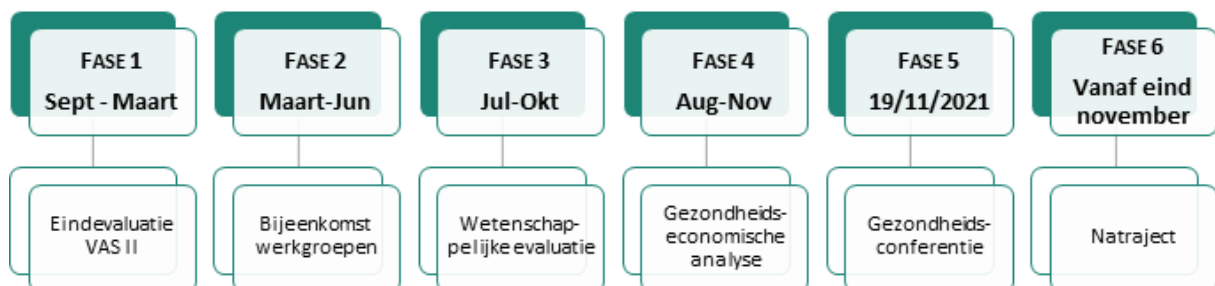 FASE 1
Sept - Maart
FASE 2
Maart-Jun
FASE 3
Jul-Okt
FASE 4
Aug-Nov
FASE 5
19/11/2021
FASE 6
Vanaf eind
november
Eindevaluatie
VAS II
Bijeenkomst
werkgroepen
Wetenschap-
pelijke evaluatie
Gezondheids-
economische
analyse
Gezondheids-
conferentie
Natraject